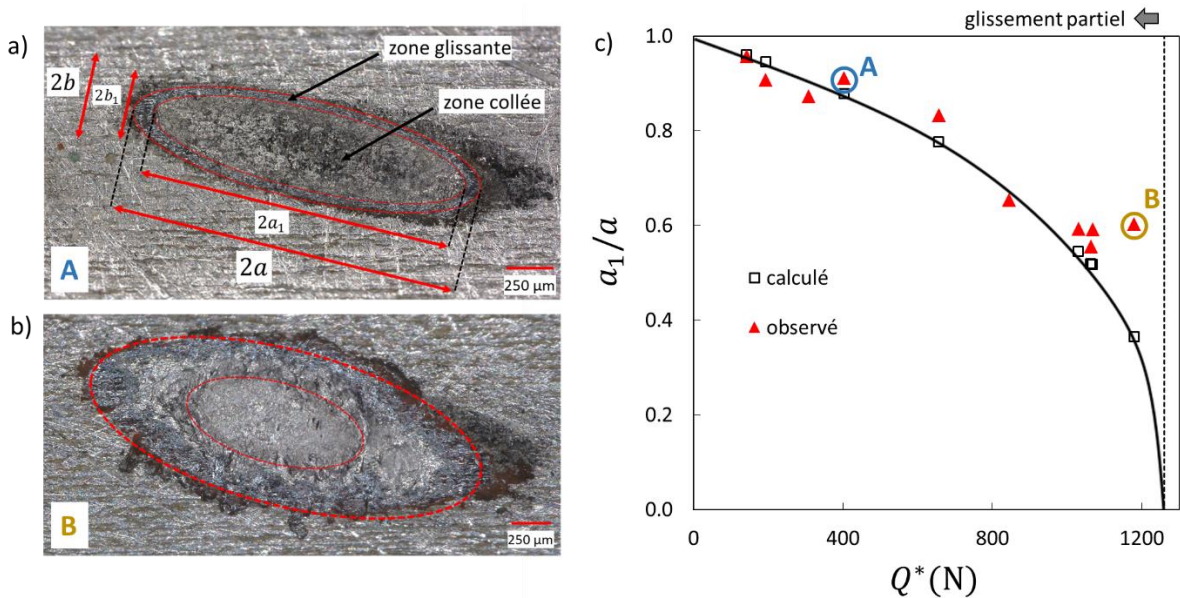 a)
zone glissante
zone collée
2b
2b₁
2a₁
2a
A
250 µm
b)
B
250 µm
c)
glissement partiel
1.0
0.8
0.6
0.4
0.2
0.0
a₁/a
A
B
calculé
observé
0
400
800
1200
Q*(N)